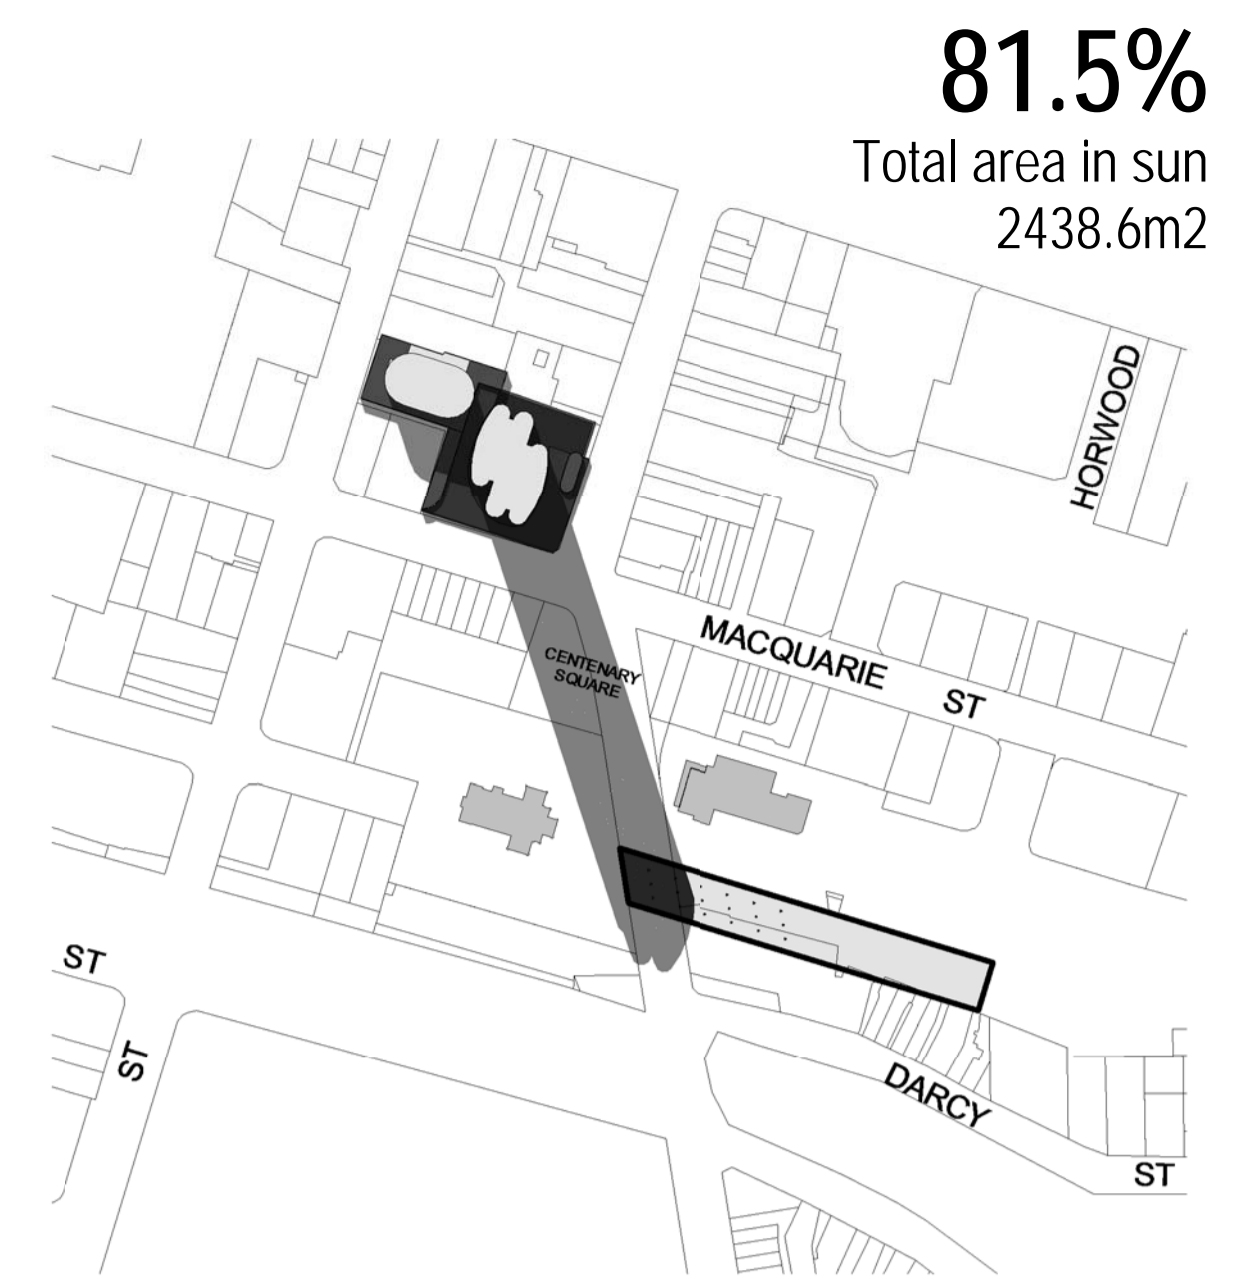 81.5%
Total area in sun
2438.6m2
HORWOOD
MACQUARIE ST
CENTENARY
SQUARE
ST
ST
DARCY
ST